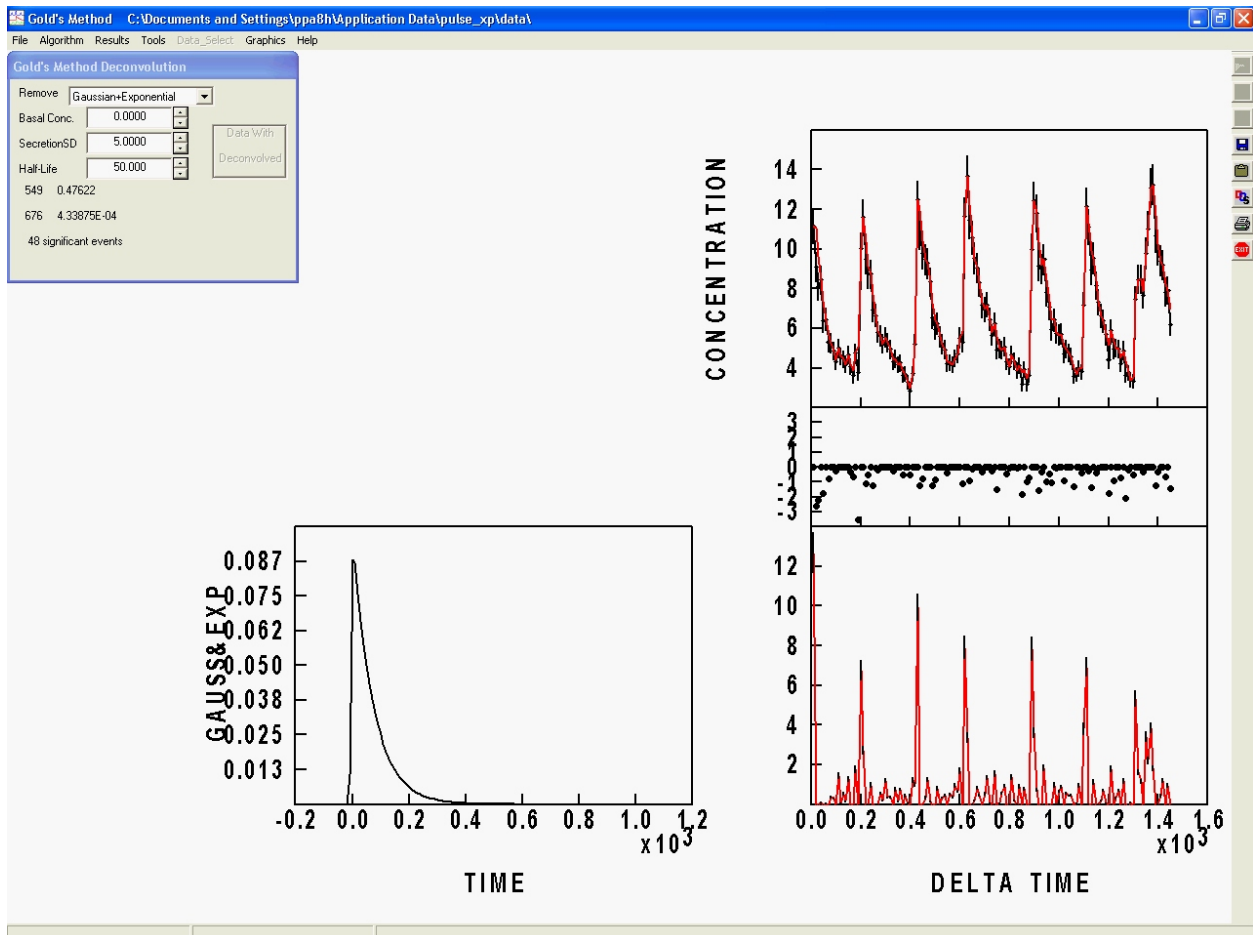 Gold's Method C:\Documents and Settings\ppa8h\Application Data\pulse_xp\data\
File Algorithm Results Tools Data_Select Graphics Help
Gold's Method Deconvolution
Remove Gaussian+Exponential
Basal Conc. 0.0000
SecretionSD 5.0000
Half-Life 50.000
Data With
Deconvolved
549 0.47622
676 4.33875E-04
48 significant events
EXIT
CONCENTRATION
14
12
10
8
6
4
3
2
1
0
-1
-2
-3
12
10
8
6
4
2
0.0 0.2 0.4 0.6 0.8 1.0 1.2 1.4 1.6
x10³
DELTA TIME
GAUSS&EXP
0.087
0.075
0.062
0.050
0.038
0.025
0.013
-0.2 0.0 0.2 0.4 0.6 0.8 1.0 1.2
x10³
TIME